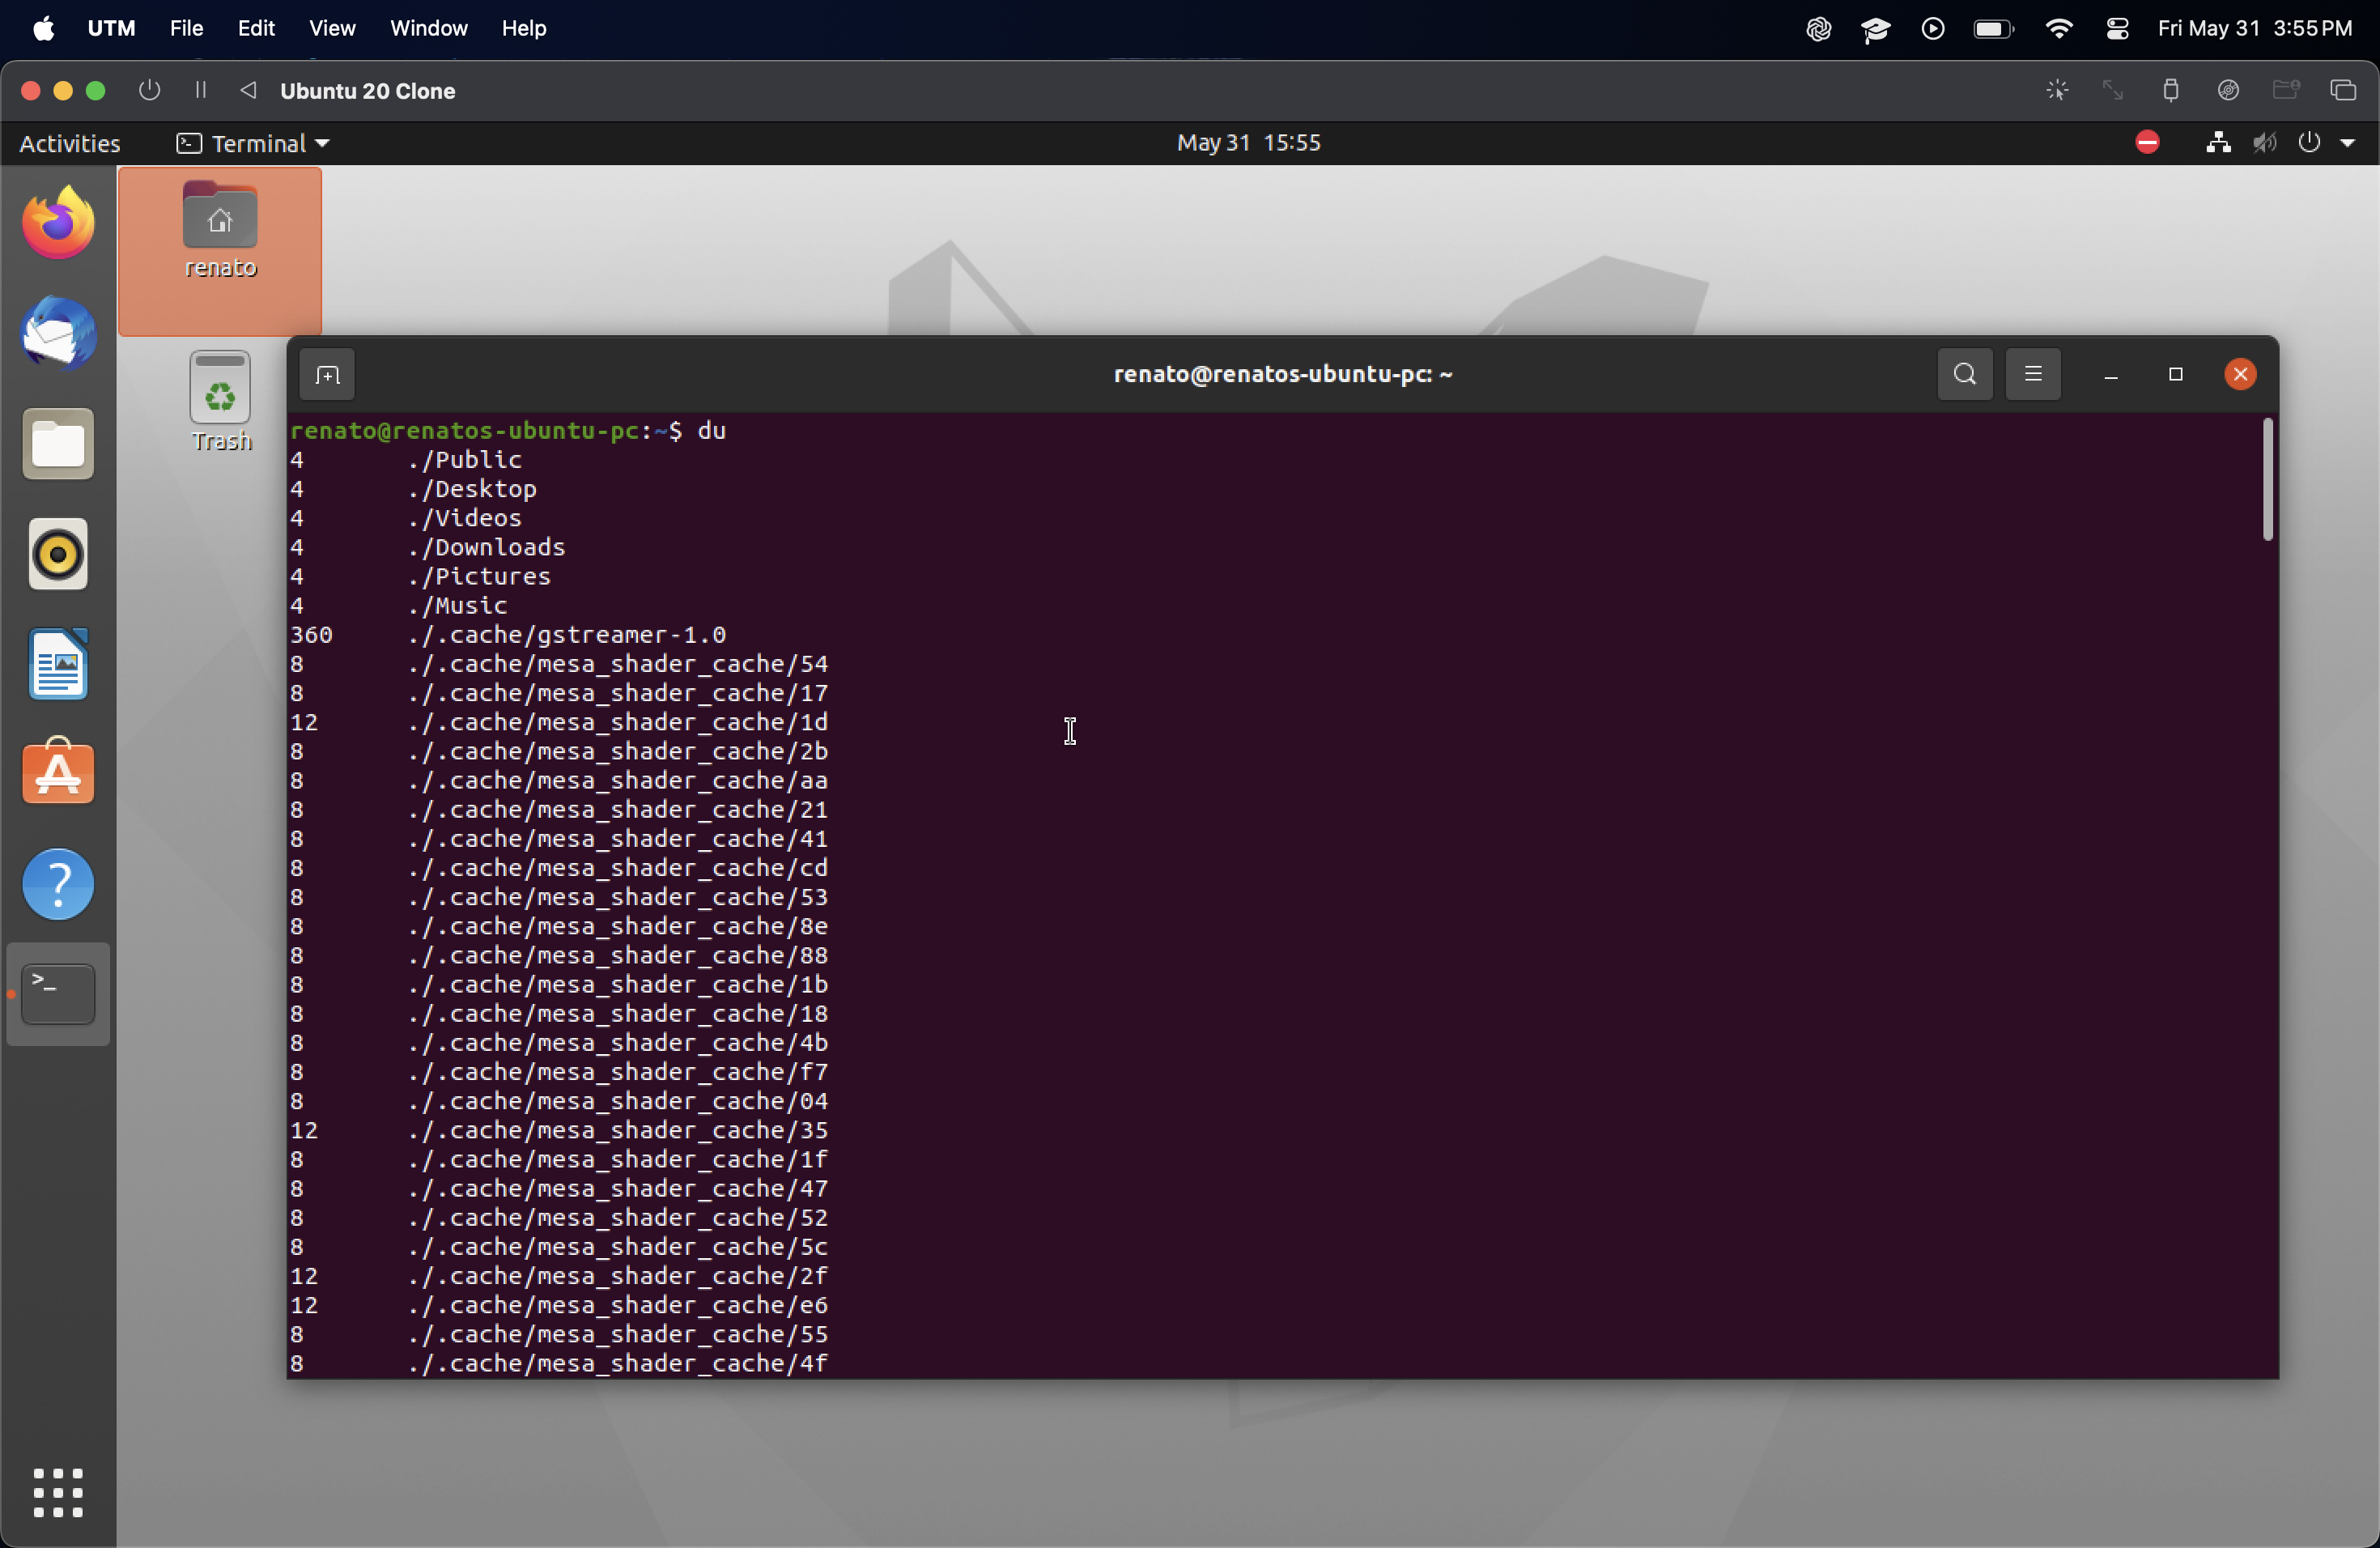 UTM File Edit View Window Help Fri May 31 3:55 PM
Ubuntu 20 Clone
Activities Terminal May 31 15:55
renato
Trash
renato@renatos-ubuntu-pc: ~
renato@renatos-ubuntu-pc:~$ du
4 ./Public
4 ./Desktop
4 ./Videos
4 ./Downloads
4 ./Pictures
4 ./Music
360 ./.cache/gstreamer-1.0
8 ./.cache/mesa_shader_cache/54
8 ./.cache/mesa_shader_cache/17
12 ./.cache/mesa_shader_cache/1d
8 ./.cache/mesa_shader_cache/2b
8 ./.cache/mesa_shader_cache/aa
8 ./.cache/mesa_shader_cache/21
8 ./.cache/mesa_shader_cache/41
8 ./.cache/mesa_shader_cache/cd
8 ./.cache/mesa_shader_cache/53
8 ./.cache/mesa_shader_cache/8e
8 ./.cache/mesa_shader_cache/88
8 ./.cache/mesa_shader_cache/1b
8 ./.cache/mesa_shader_cache/18
8 ./.cache/mesa_shader_cache/4b
8 ./.cache/mesa_shader_cache/f7
8 ./.cache/mesa_shader_cache/04
12 ./.cache/mesa_shader_cache/35
8 ./.cache/mesa_shader_cache/1f
8 ./.cache/mesa_shader_cache/47
8 ./.cache/mesa_shader_cache/52
8 ./.cache/mesa_shader_cache/5c
12 ./.cache/mesa_shader_cache/2f
12 ./.cache/mesa_shader_cache/e6
8 ./.cache/mesa_shader_cache/55
8 ./.cache/mesa_shader_cache/4f